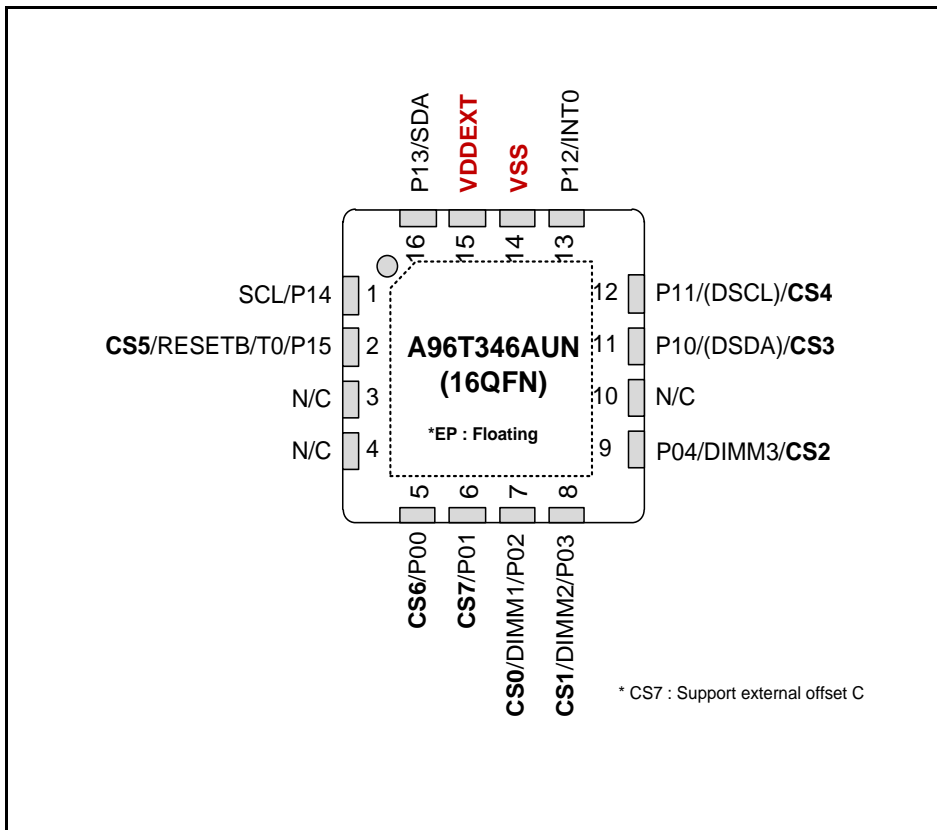 P13/SDA
VDDEXT
VSS
P12/INT0
16
15
14
13
SCL/P14
1
12
P11/(DSCL)/CS4
CS5/RESETB/T0/P15
2
A96T346AUN
11
P10/(DSDA)/CS3
(16QFN)
N/C
3
10
N/C
*EP : Floating
N/C
4
9
P04/DIMM3/CS2
5
6
7
8
CS6/P00
CS7/P01
CS0/DIMM1/P02
CS1/DIMM2/P03
* CS7 : Support external offset C